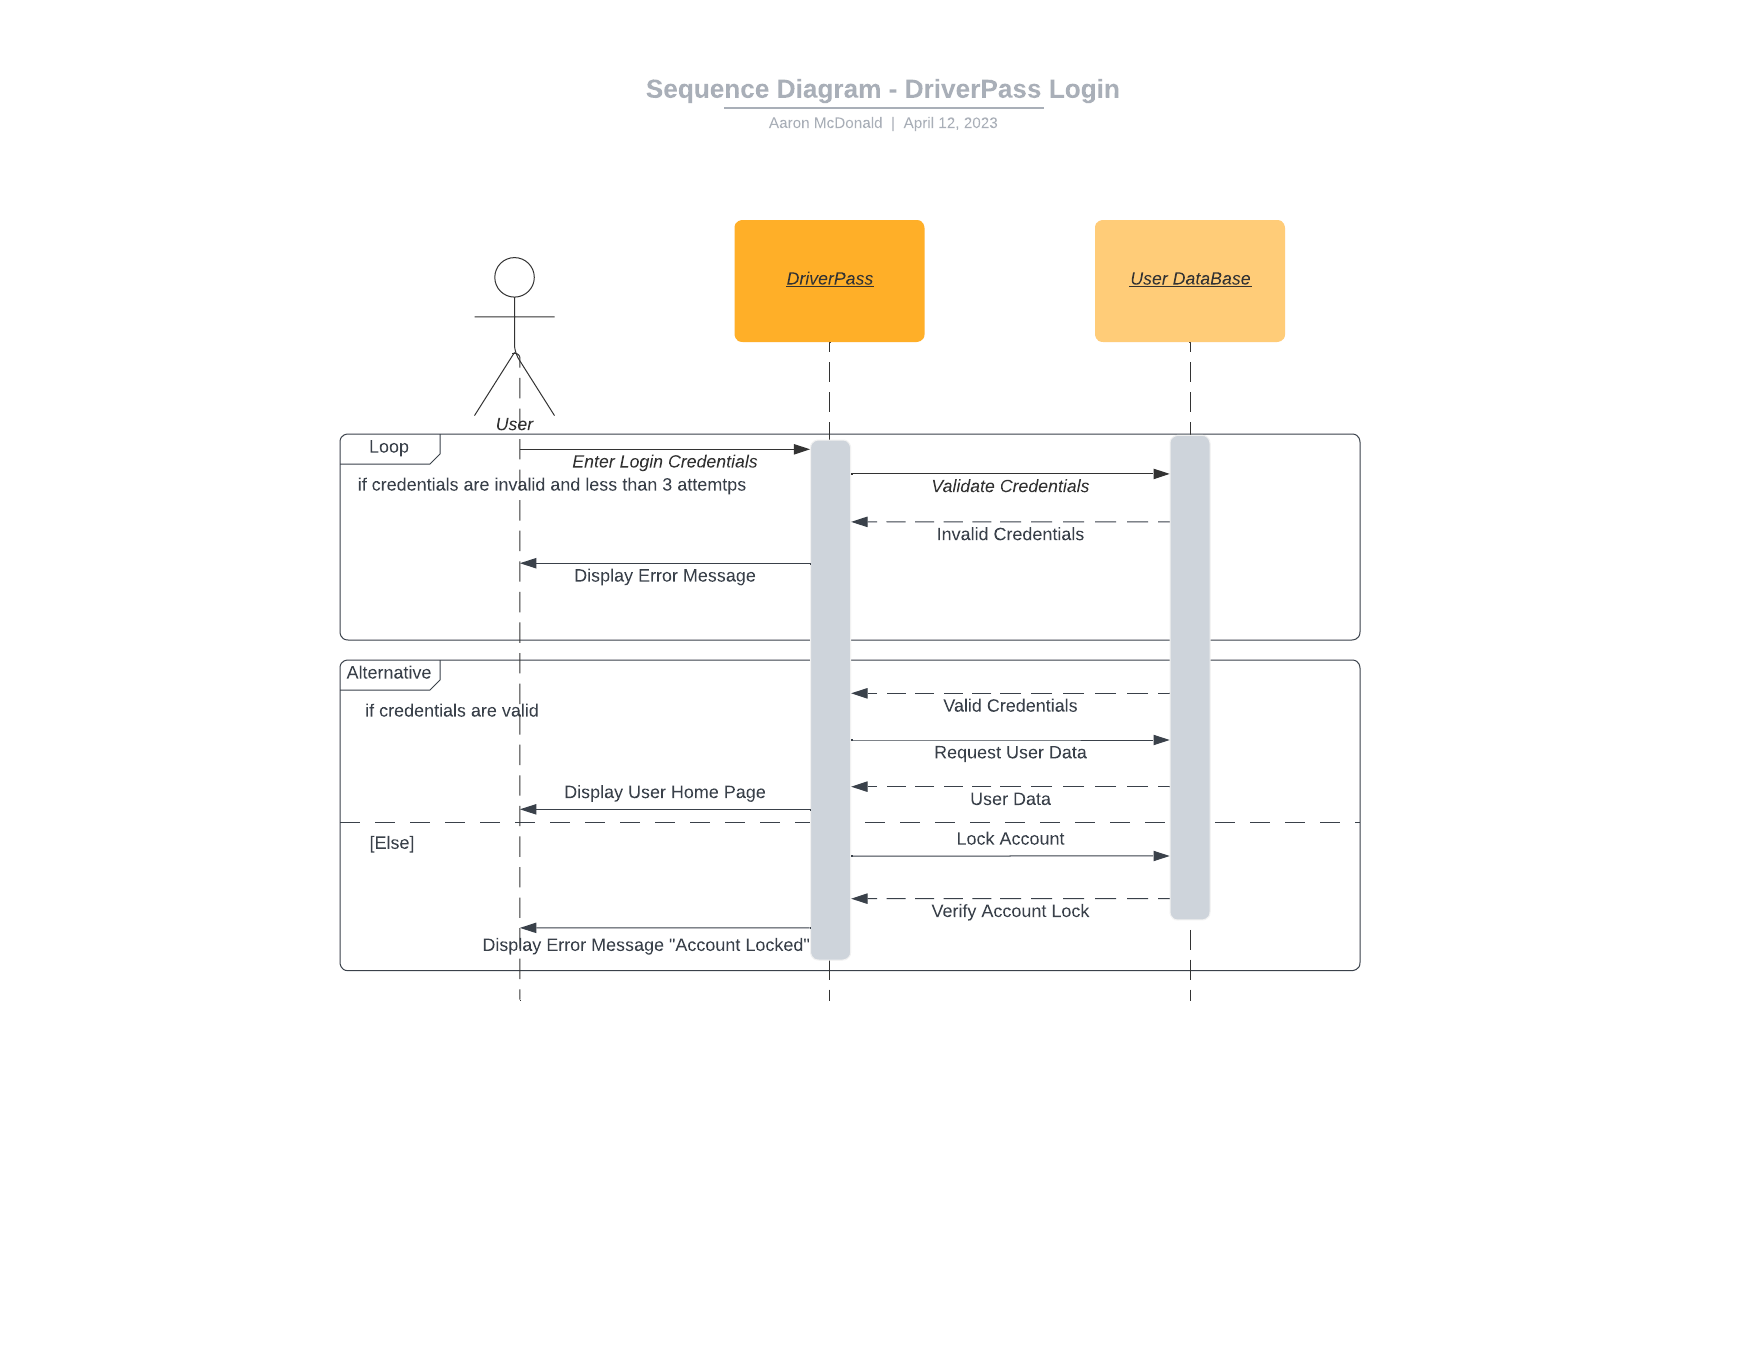 Sequence Diagram - DriverPass Login
Aaron McDonald | April 12, 2023
DriverPass
User DataBase
User
Loop
Enter Login Credentials
if credentials are invalid and less than 3 attemtps
Validate Credentials
Invalid Credentials
Display Error Message
Alternative
if credentials are valid
Valid Credentials
Request User Data
Display User Home Page
User Data
[Else]
Lock Account
Verify Account Lock
Display Error Message "Account Locked"